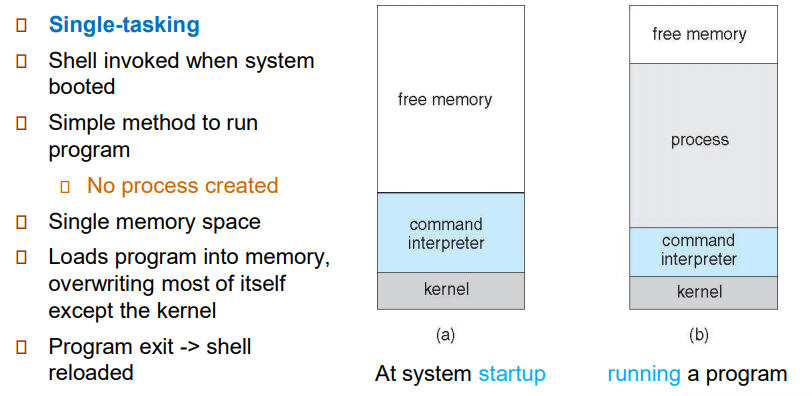 Single-tasking
Shell invoked when system
booted
Simple method to run
program
No process created
Single memory space
Loads program into memory,
overwriting most of itself
except the kernel
Program exit -> shell
reloaded
free memory
command
interpreter
kernel
(a)
At system startup
free memory
process
command
interpreter
kernel
(b)
running a program